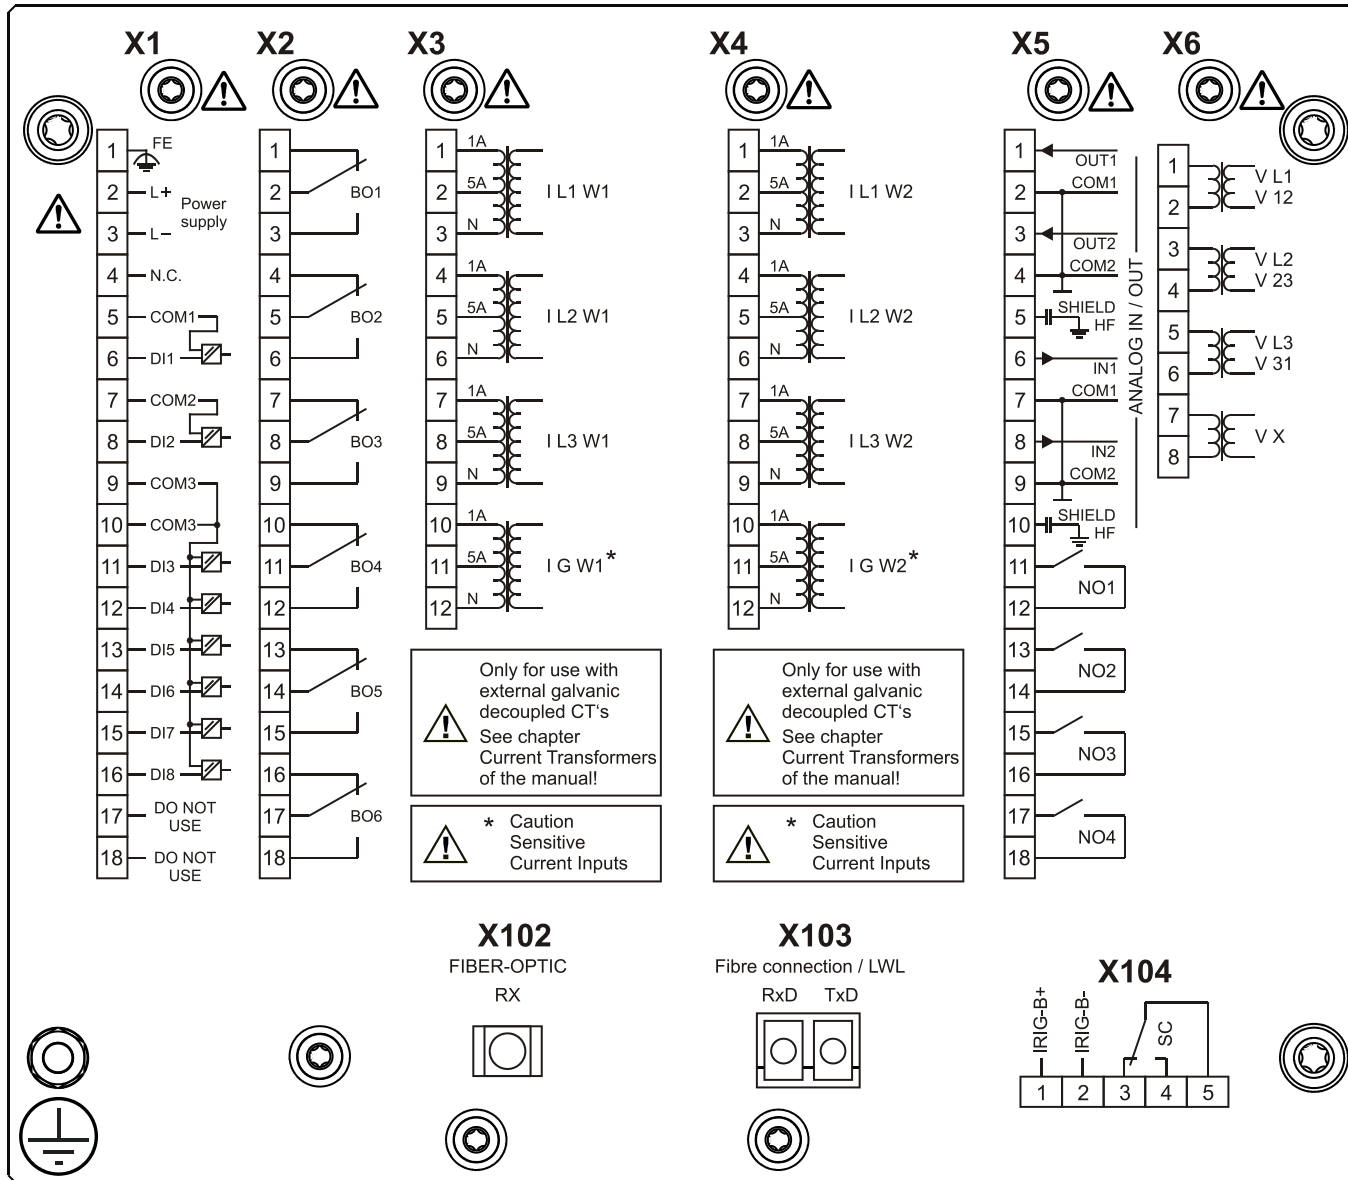 X1
X2
X3
X4
X5
X6
1 FE
2 L+
3 L−
Power
supply
4 N.C.
5 COM1
6 DI1
7 COM2
8 DI2
9 COM3
10 COM3
11 DI3
12 DI4
13 DI5
14 DI6
15 DI7
16 DI8
17 DO NOT
USE
18 DO NOT
USE
1
2 BO1
3
4
5 BO2
6
7
8 BO3
9
10
11 BO4
12
13
14 BO5
15
16
17 BO6
18
1 1A
2 5A I L1 W1
3 N
4 1A
5 5A I L2 W1
6 N
7 1A
8 5A I L3 W1
9 N
10 1A
11 5A I G W1*
12 N
Only for use with
external galvanic
decoupled CT‘s
See chapter
Current Transformers
of the manual!
* Caution
Sensitive
Current Inputs
1 1A
2 5A I L1 W2
3 N
4 1A
5 5A I L2 W2
6 N
7 1A
8 5A I L3 W2
9 N
10 1A
11 5A I G W2*
12 N
Only for use with
external galvanic
decoupled CT‘s
See chapter
Current Transformers
of the manual!
* Caution
Sensitive
Current Inputs
1 OUT1
2 COM1
3 OUT2
4 COM2
5 SHIELD
HF
6 IN1
7 COM1
8 IN2
9 COM2
10 SHIELD
HF
ANALOG IN / OUT
11
NO1
12
13
NO2
14
15
NO3
16
17
NO4
18
1 V L1
2 V 12
3 V L2
4 V 23
5 V L3
6 V 31
7 V X
8
X102
FIBER-OPTIC
RX
X103
Fibre connection / LWL
RxD TxD
X104
IRIG-B+
IRIG-B-
SC
1 2 3 4 5